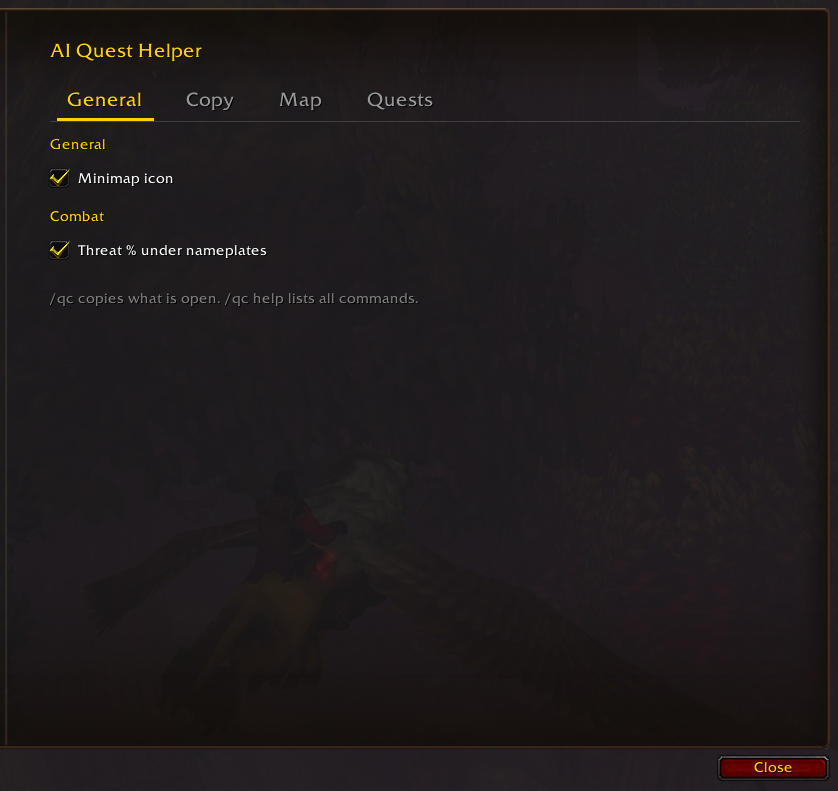 AI Quest Helper
General Copy Map Quests
General
Minimap icon
Combat
Threat % under nameplates
/qc copies what is open. /qc help lists all commands.
Close